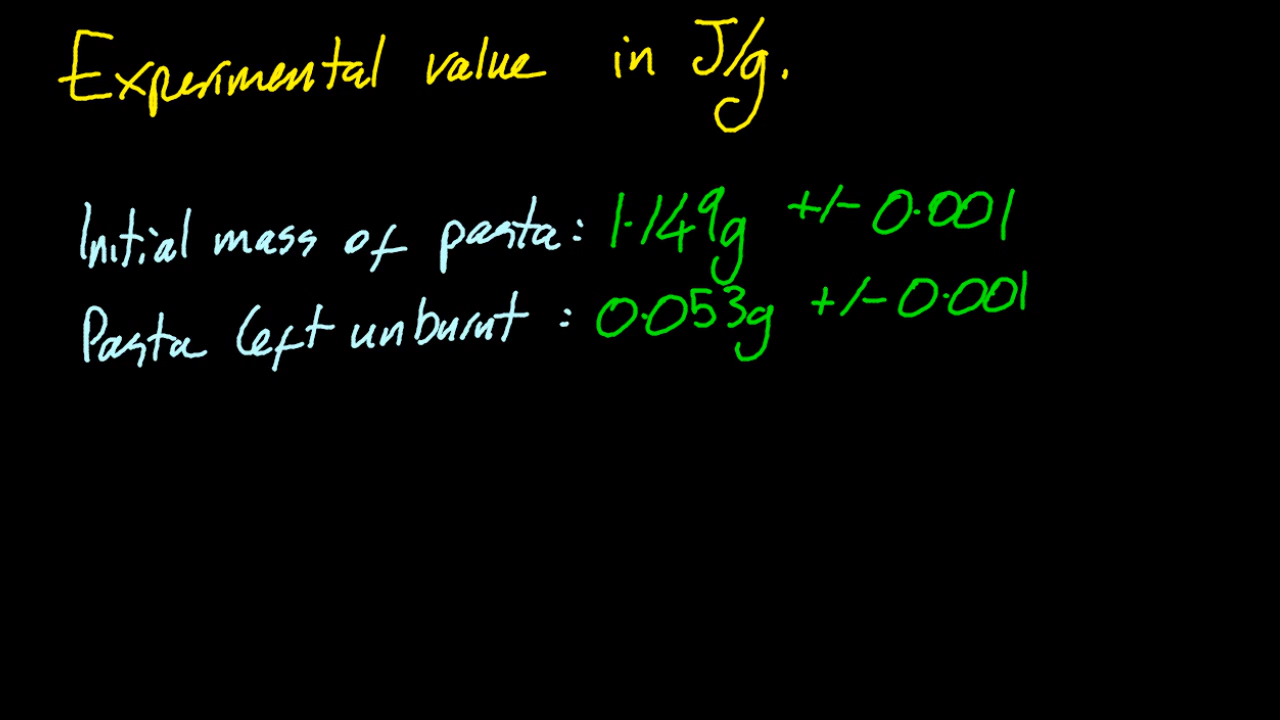 Experimental value in J/g.
Initial mass of pasta: 1.149g +/- 0.001
Pasta left unburnt : 0.053g +/- 0.001